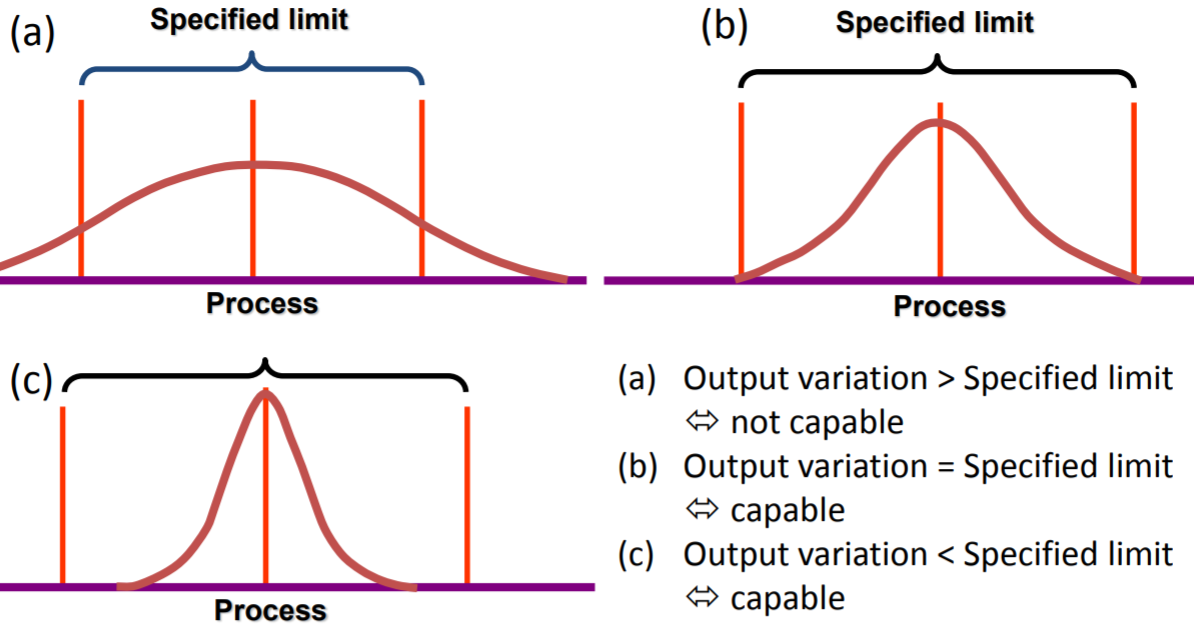 (a)
Specified limit
Process
(b)
Specified limit
Process
(c)
Process
(a) Output variation > Specified limit
⇔ not capable
(b) Output variation = Specified limit
⇔ capable
(c) Output variation < Specified limit
⇔ capable